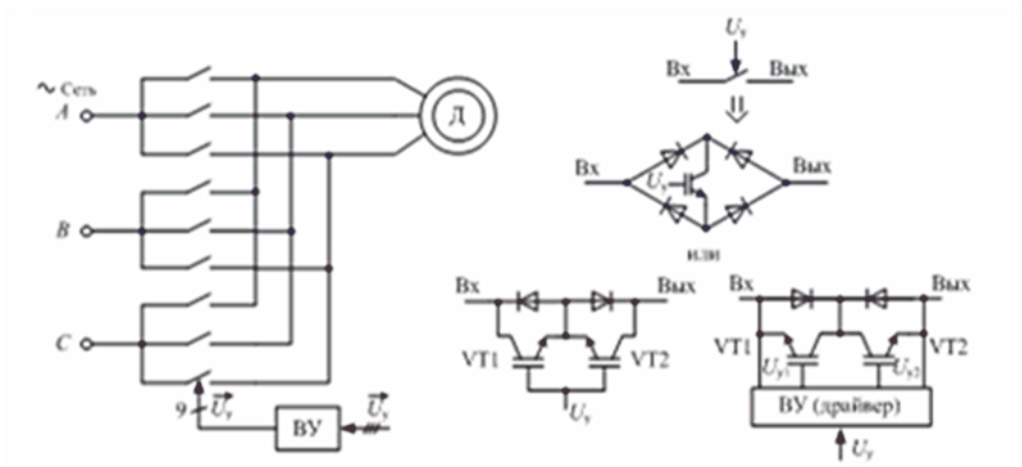 ~ Сеть
A
B
C
Д
9
Uу
ВУ
Uу
Uу
Вх
Вых
Вх
Вых
Uу
или
Вх
Вых
VT1
VT2
Uу
Вх
Вых
VT1
VT2
Uу1
Uу2
ВУ (драйвер)
Uу